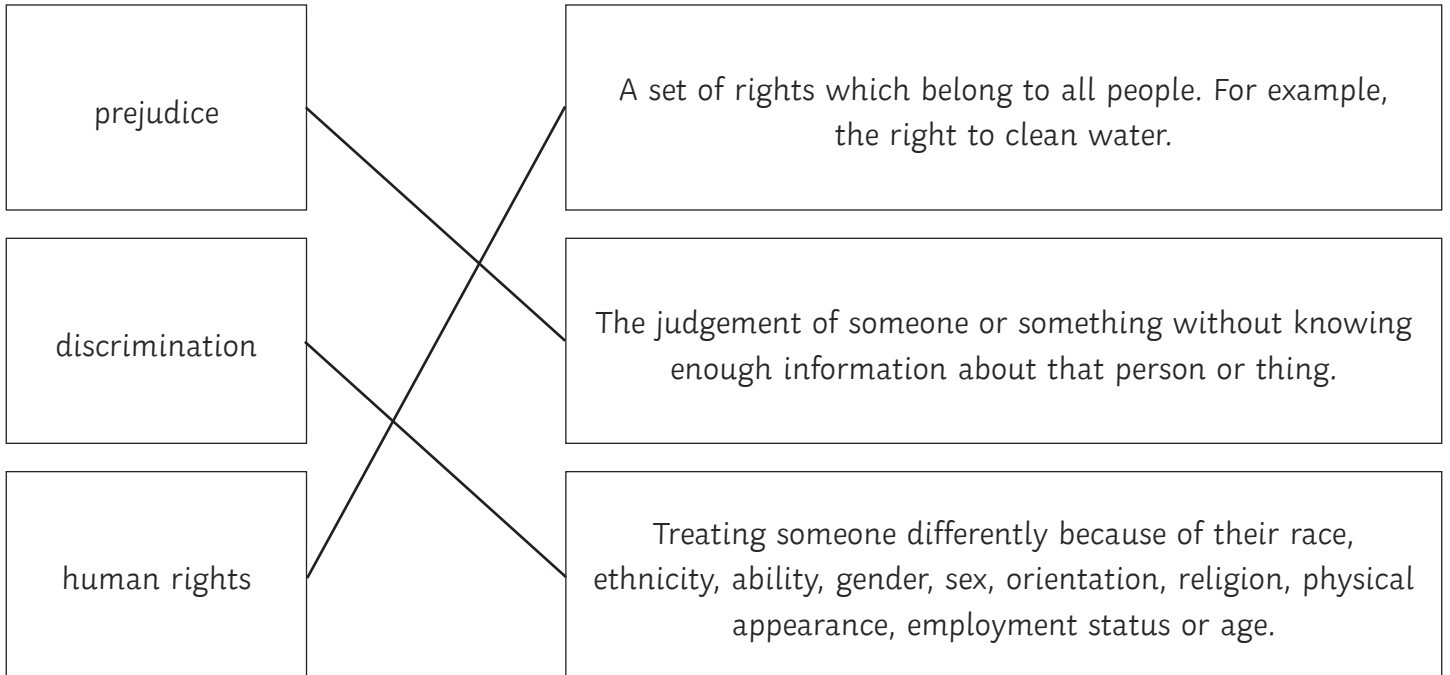 prejudice
A set of rights which belong to all people. For example,
the right to clean water.
discrimination
The judgement of someone or something without knowing
enough information about that person or thing.
human rights
Treating someone differently because of their race,
ethnicity, ability, gender, sex, orientation, religion, physical
appearance, employment status or age.